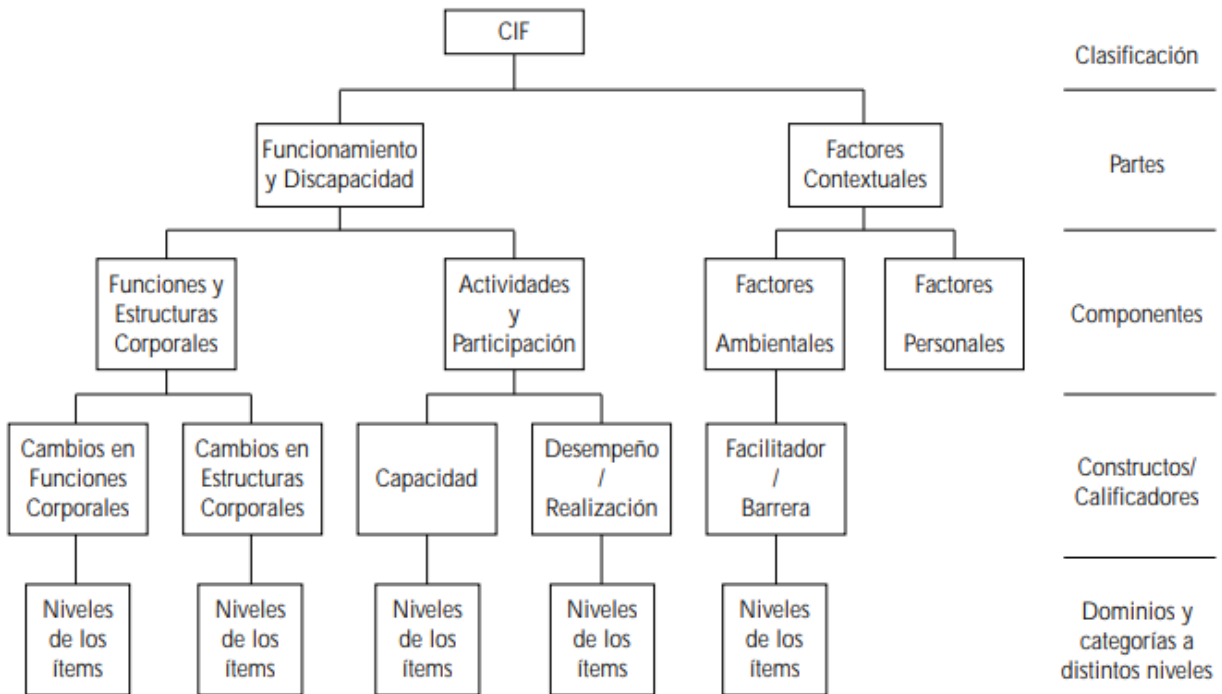 CIF
Clasificación
Funcionamiento
y Discapacidad
Factores
Contextuales
Partes
Funciones y
Estructuras
Corporales
Actividades
y
Participación
Factores
Ambientales
Factores
Personales
Componentes
Cambios en
Funciones
Corporales
Cambios en
Estructuras
Corporales
Capacidad
Desempeño
/
Realización
Facilitador
/
Barrera
Constructos/
Calificadores
Niveles
de los
ítems
Niveles
de los
ítems
Niveles
de los
ítems
Niveles
de los
ítems
Niveles
de los
ítems
Dominios y
categorías a
distintos niveles